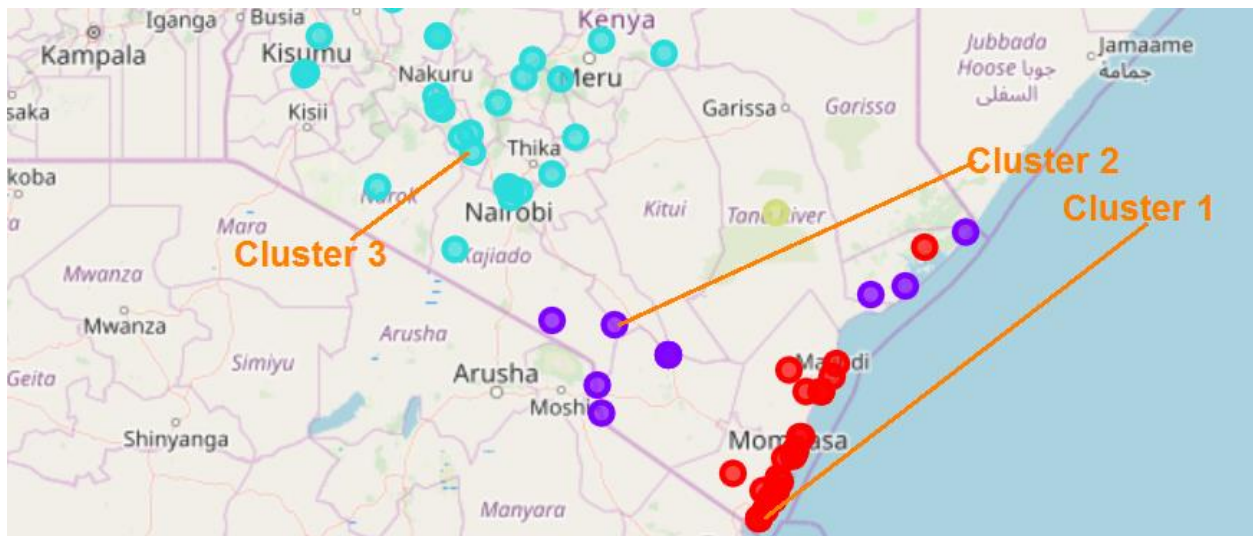 Iganga
Busia
Kenya
Kampala
Kisumu
Nakuru
Meru
Jubbada
Hoose جوبا
السفلى
Jamaame
جمامة
saka
Kisii
Garissa
Garissa
Thika
koba
Narok
Nairobi
Kitui
Tana River
Cluster 2
Cluster 1
Mara
Cluster 3
Kajiado
Mwanza
Mwanza
Arusha
Simiyu
Geita
Arusha
Moshi
Shinyanga
Manyara